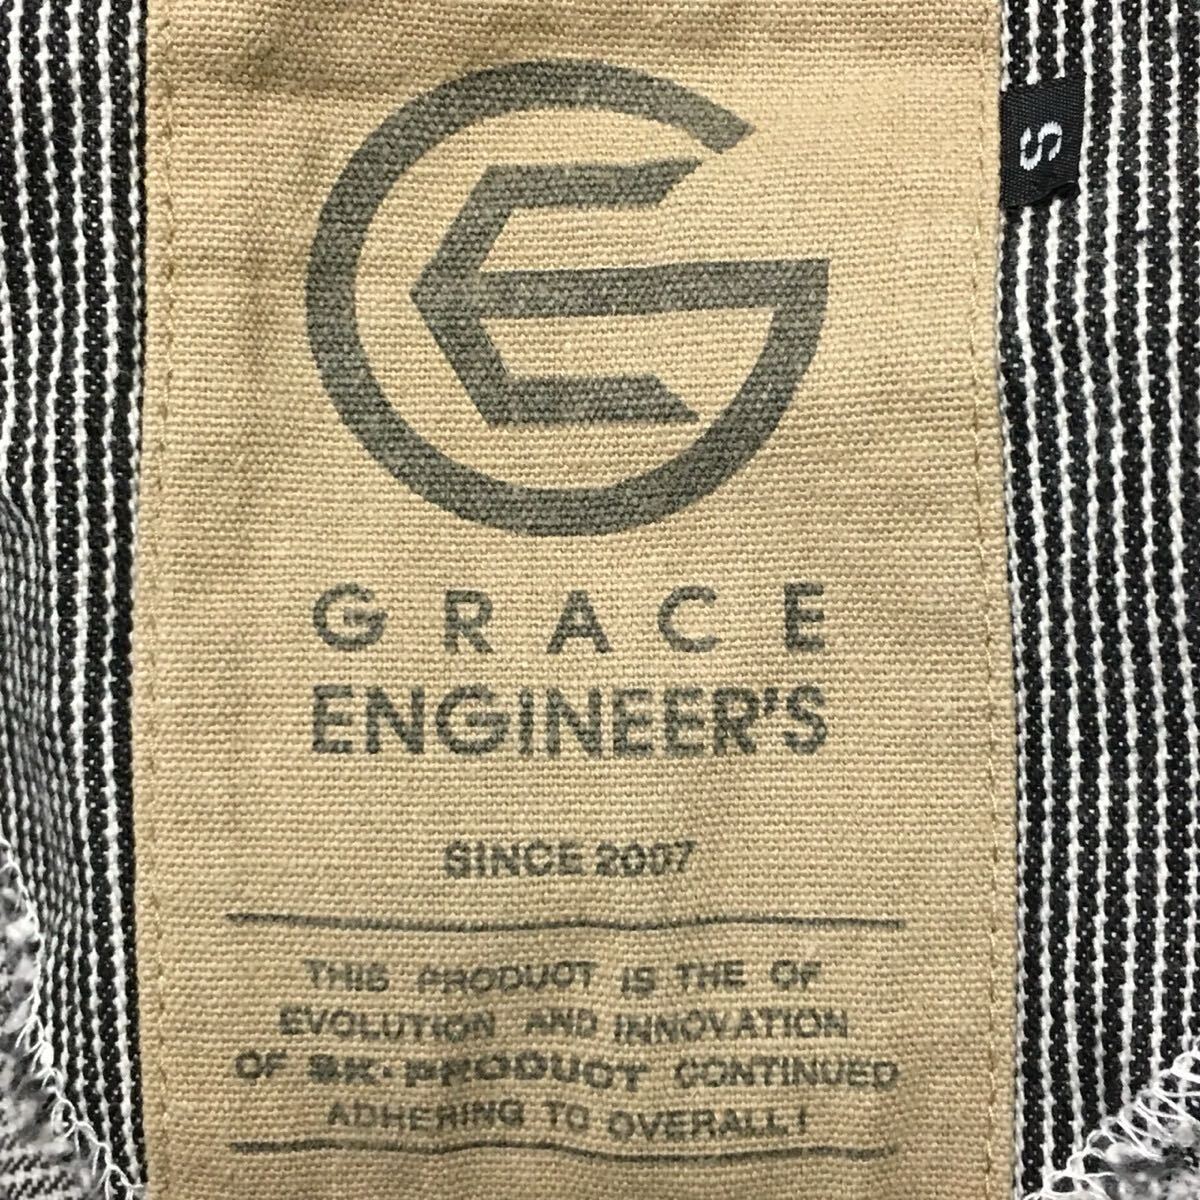 GE
S
GRACE
ENGINEER'S
SINCE 2007
THIS PRODUCT IS THE OF
EVOLUTION AND INNOVATION
OF SK·PRODUCT CONTINUED
ADHERING TO OVERALL!